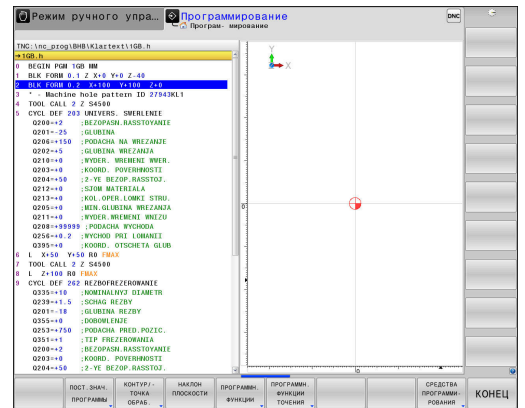 Режим ручного упра...
Программирование
Програм- мирование
DNC
TNC:\nc_prog\BHB\Klartext\1GB.h
→1GB.h
0 BEGIN PGM 1GB MM
1 BLK FORM 0.1 Z X+0 Y+0 Z-40
2 BLK FORM 0.2 X+100 Y+100 Z+0
3 * - Machine hole pattern ID 27943KL1
4 TOOL CALL 2 Z S4500
5 CYCL DEF 203 UNIVERS. SWERLENIE
Q200=+2 ;BEZOPASN.RASSTOYANIE
Q201=-25 ;GLUBINA
Q206=+150 ;PODACHA NA WREZANJE
Q202=+5 ;GLUBINA WREZANJA
Q210=+0 ;WYDER. WREMENI WWER.
Q203=+0 ;KOORD. POVERHNOSTI
Q204=+50 ;2-YE BEZOP.RASSTOJ.
Q212=+0 ;SJOM MATERIALA
Q213=+0 ;KOL.OPER.LOMKI STRU.
Q205=+0 ;MIN.GLUBINA WREZANJA
Q211=+0 ;WYDER.WREMENI WNIZU
Q208=+99999 ;PODACHA WYCHODA
Q256=+0.2 ;WYCHOD PRI LOMANII
Q395=+0 ;KOORD. OTSCHETA GLUB
6 L X+50 Y+50 R0 FMAX
7 TOOL CALL 2 Z S4500
8 L Z+100 R0 FMAX
9 CYCL DEF 262 REZBOFREZEROWANIE
Q335=+10 ;NOMINALNYJ DIAMETR
Q239=+1.5 ;SCHAG REZBY
Q201=-18 ;GLUBINA REZBY
Q355=+0 ;DOBOWLENJE
Q253=+750 ;PODACHA PRED.POZIC.
Q351=+1 ;TIP FREZEROWANIA
Q200=+2 ;BEZOPASN.RASSTOYANIE
Q203=+0 ;KOORD. POVERHNOSTI
Q204=+50 ;2-YE BEZOP.RASSTOJ.
Y
X
0
0
ПОСТ.ЗНАЧ.
ПРОГРАММЫ
КОНТУР/-
ТОЧКА
ОБРАБ.
НАКЛОН
ПЛОСКОСТИ
ПРОГРАММН.
ФУНКЦИИ
ПРОГРАММН.
ФУНКЦИИ
ТОЧЕНИЯ
СРЕДСТВА
ПРОГРАММИ-
РОВАНИЯ
КОНЕЦ